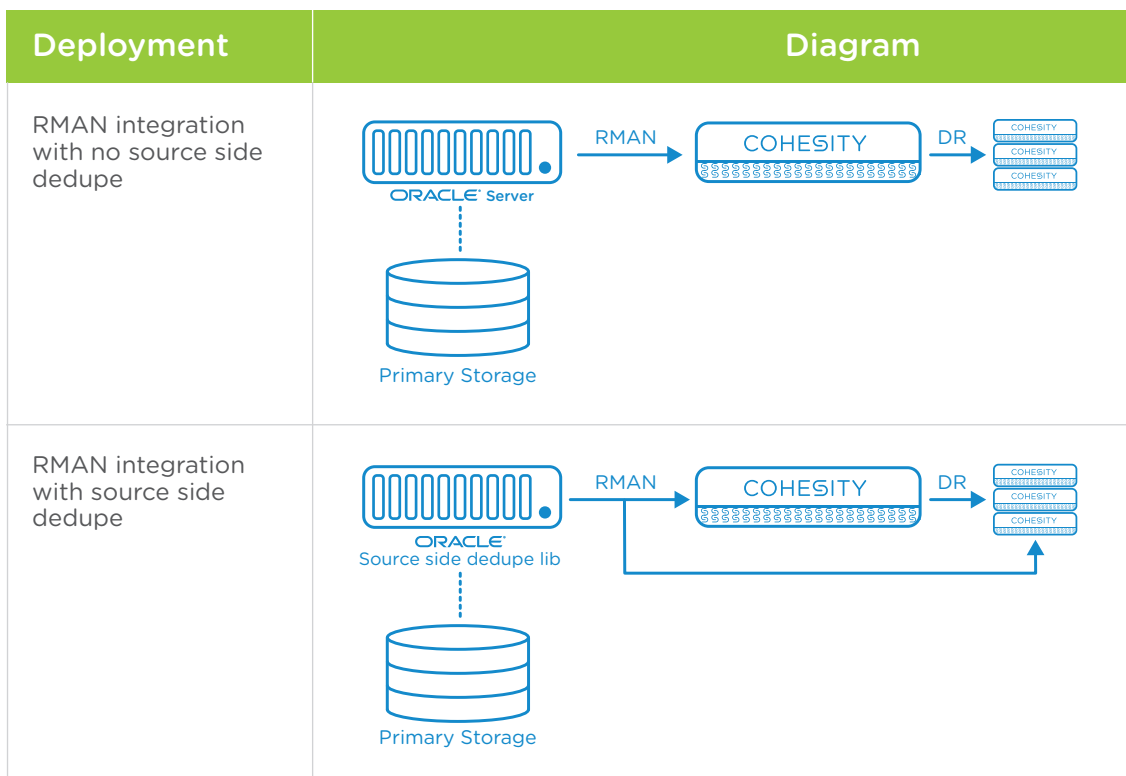 Deployment
Diagram
RMAN integration
with no source side
dedupe
RMAN
COHESITY
DR
COHESITY
COHESITY
COHESITY
ORACLE® Server
Primary Storage
RMAN integration
with source side
dedupe
RMAN
COHESITY
DR
COHESITY
COHESITY
COHESITY
ORACLE®
Source side dedupe lib
Primary Storage